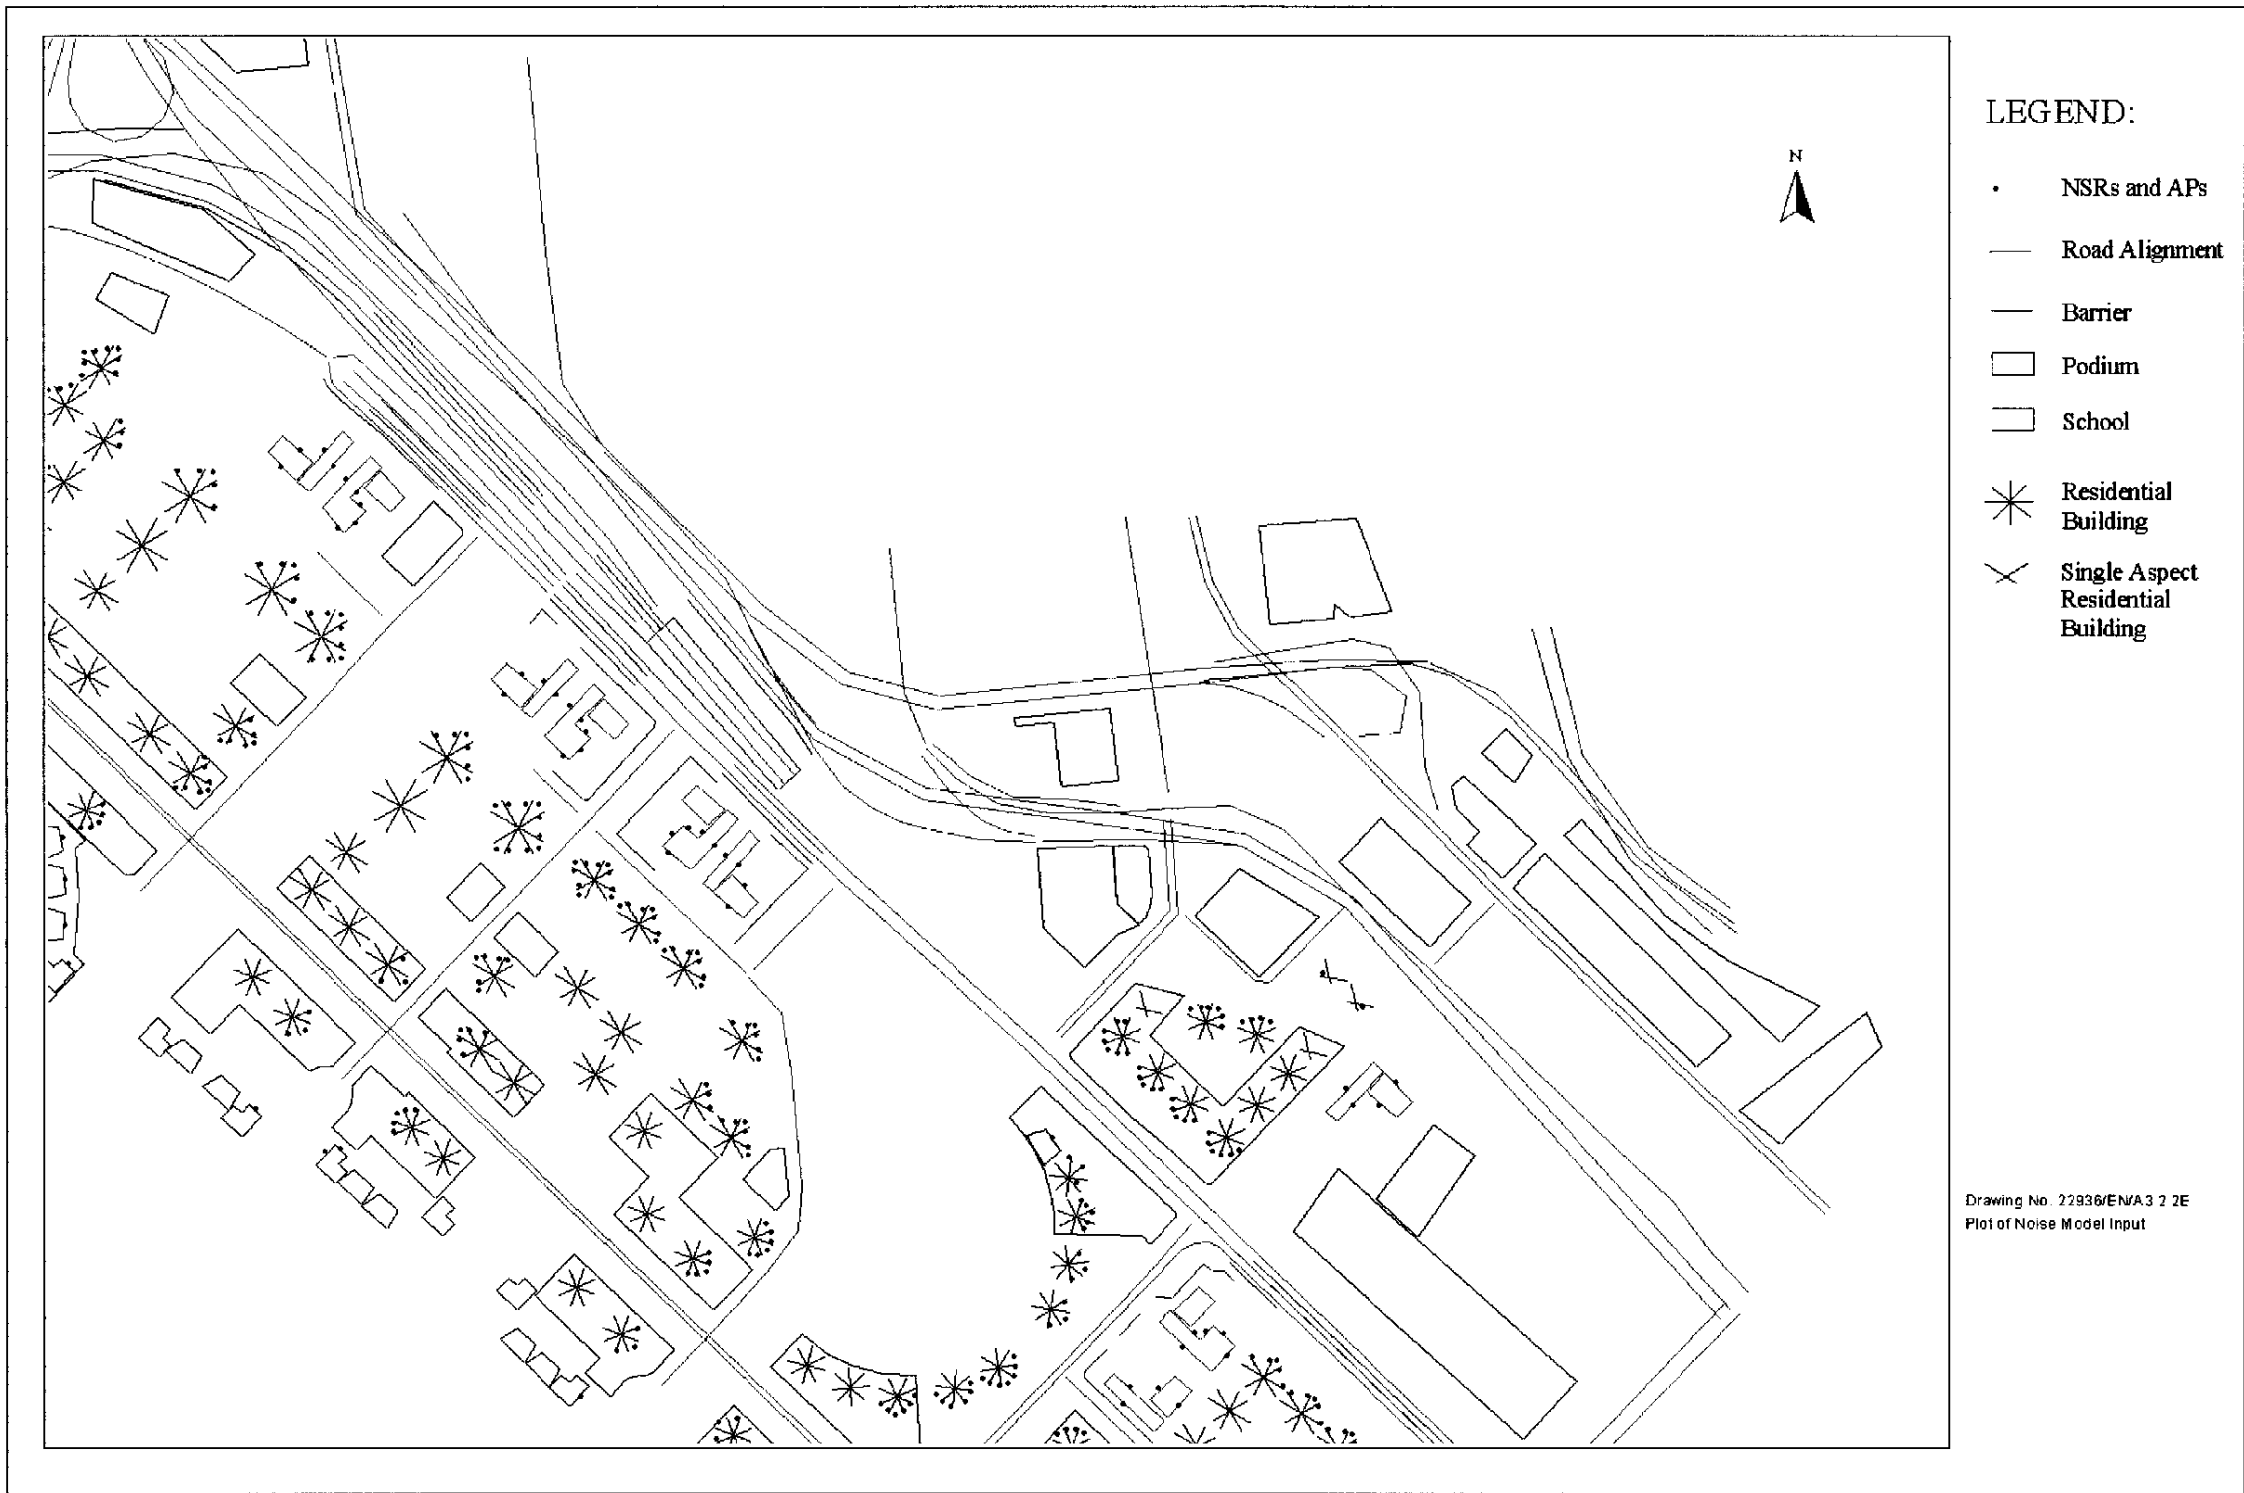 LEGEND:
N
NSRs and APs
Road Alignment
Barrier
Podium
School
Residential
Building
Single Aspect
Residential
Building
Drawing No. 22936/EN/A3 2 2E
Plot of Noise Model Input